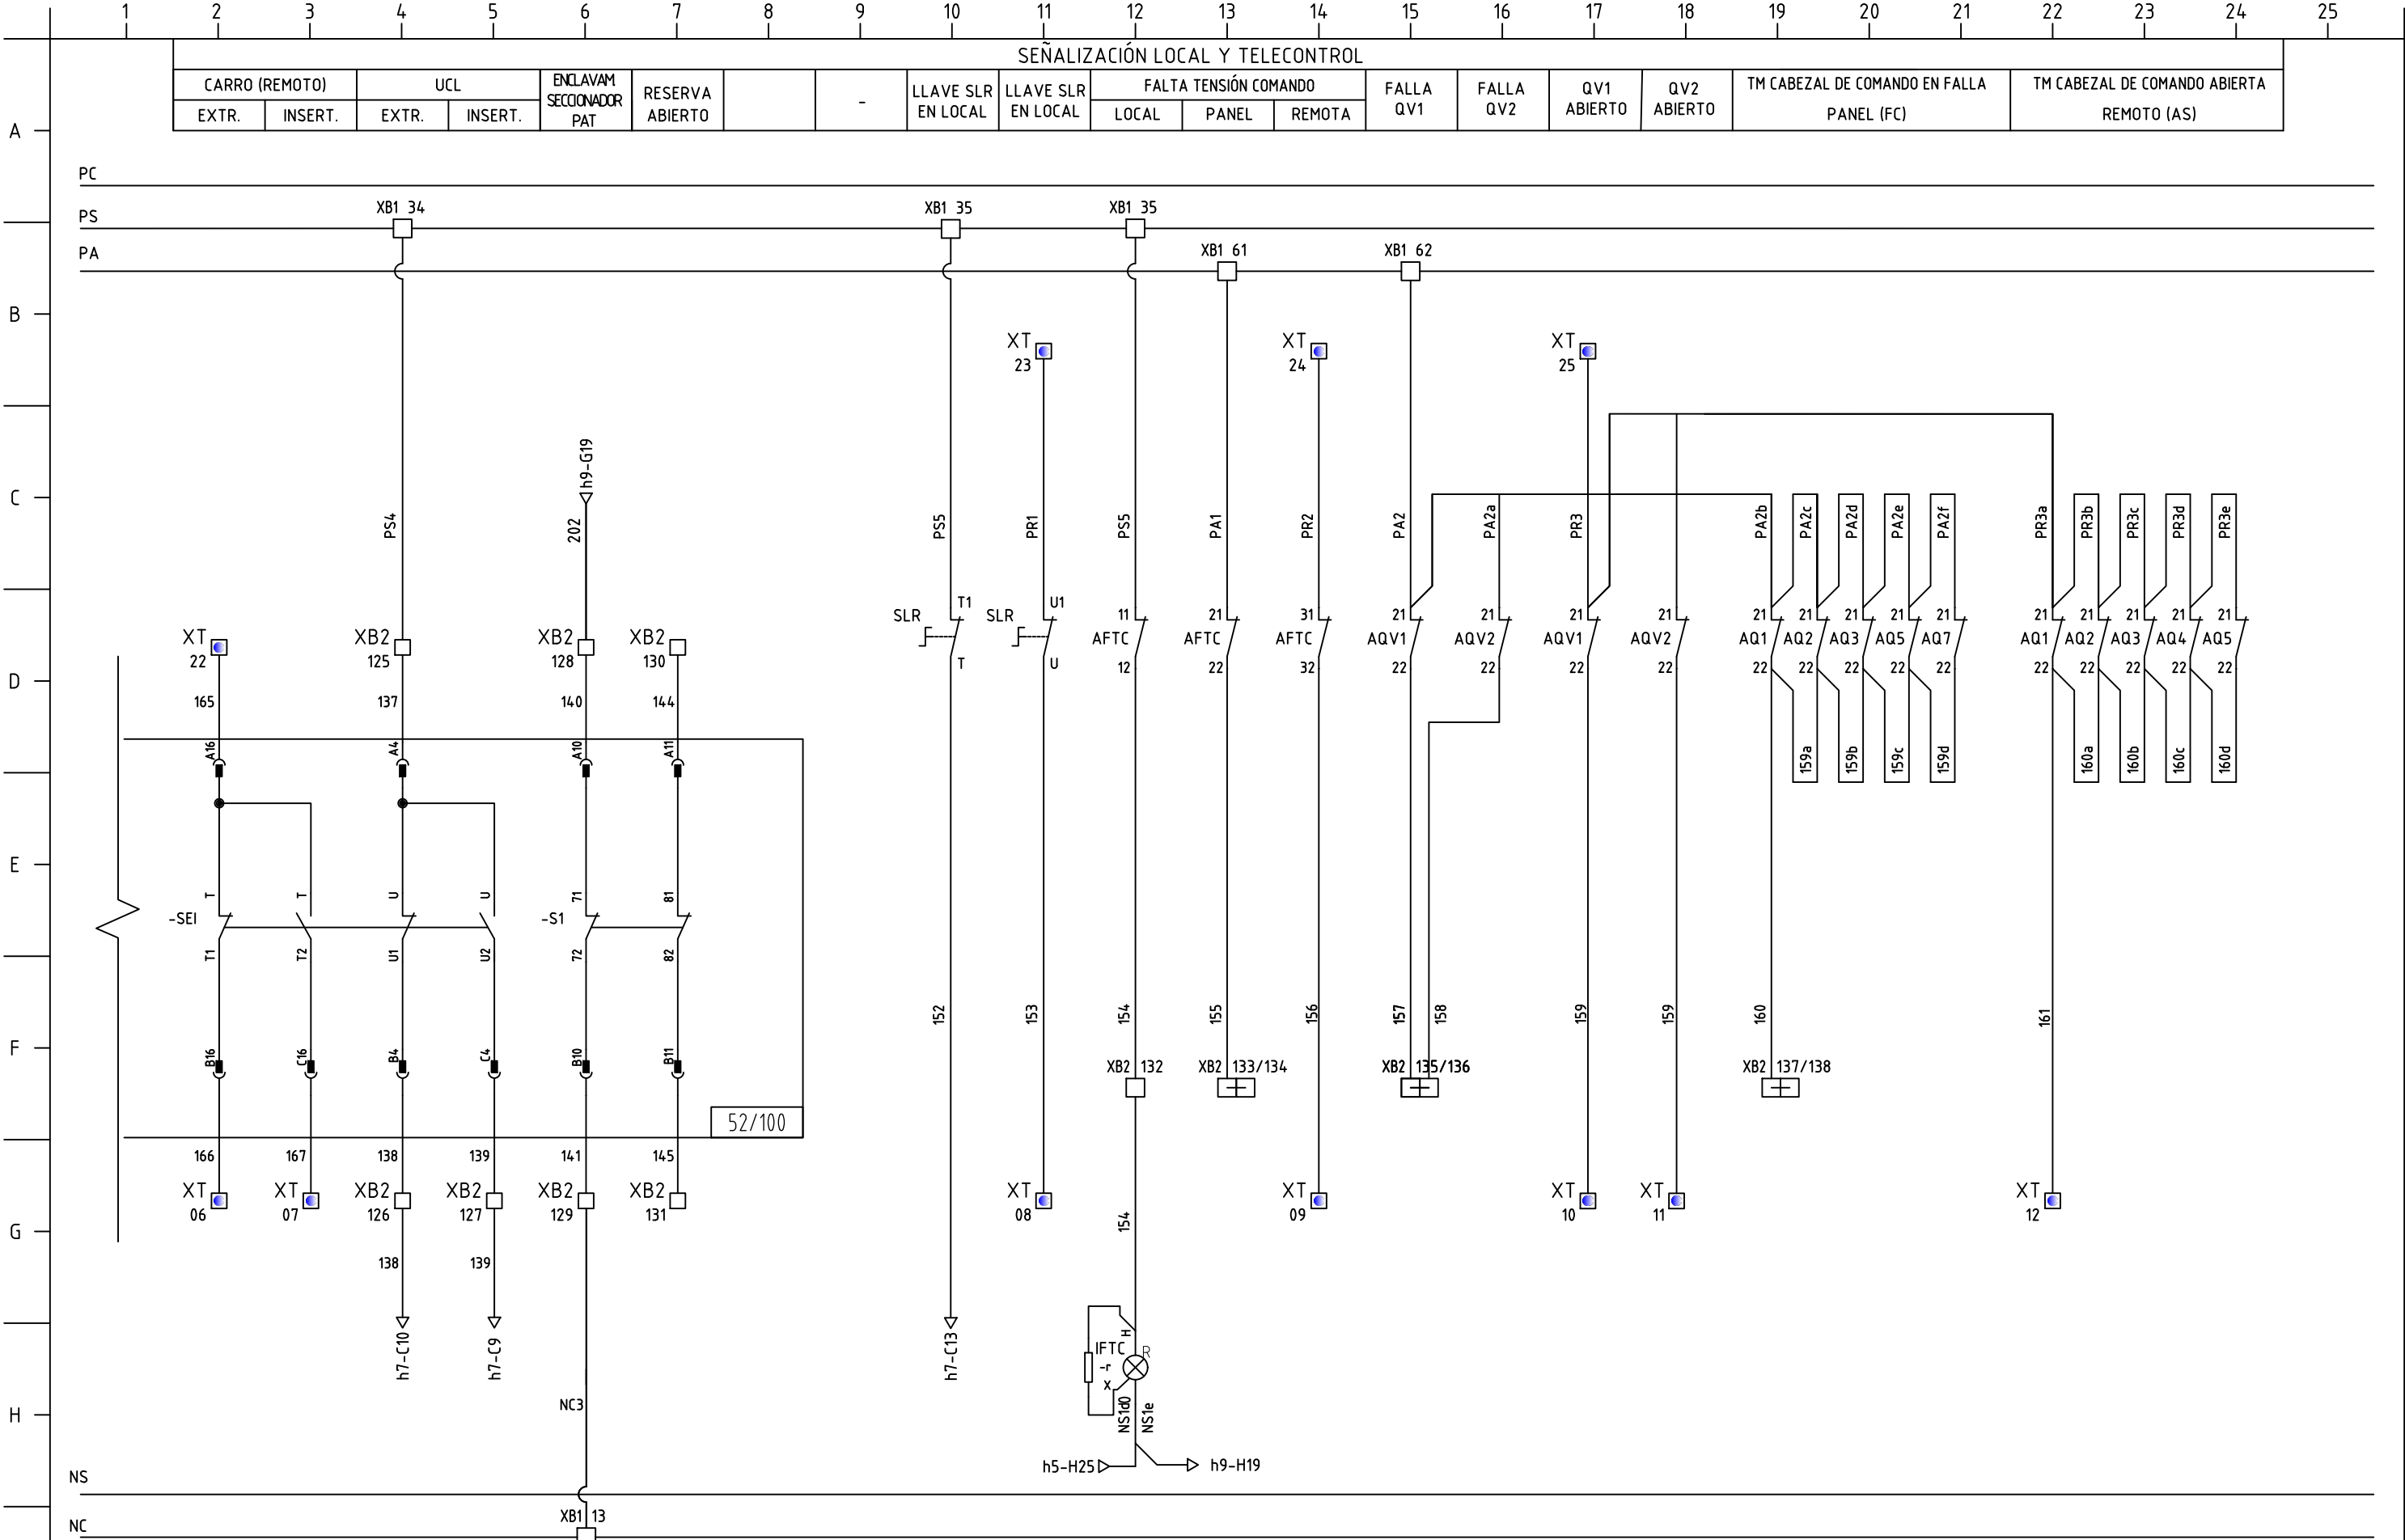 1 2 3 4 5 6 7 8 9 10 11 12 13 14 15 16 17 18 19 20 21 22 23 24 25
SEÑALIZACIÓN LOCAL Y TELECONTROL
CARRO (REMOTO)
EXTR. INSERT.
UCL
EXTR. INSERT.
ENCLAVAM.
SECCIONADOR
PAT
RESERVA
ABIERTO
-
LLAVE SLR
EN LOCAL
LLAVE SLR
EN LOCAL
FALTA TENSIÓN COMANDO
LOCAL PANEL REMOTA
FALLA
QV1
FALLA
QV2
QV1
ABIERTO
QV2
ABIERTO
TM CABEZAL DE COMANDO EN FALLA
PANEL (FC)
TM CABEZAL DE COMANDO ABIERTA
REMOTO (AS)
A
PC
XB1 34 XB1 35 XB1 35
PS
PA
XB1 61 XB1 62
B
XT XT XT
23 24 25
h9-G19
C
PS4 202 PS5 PR1 PS5 PA1 PR2 PA2 PA2a PR3 PA2b PA2c PA2d PA2e PA2f PR3a PR3b PR3c PR3d PR3e
T1 U1 11 21 31 21 21 21 21 21 21 21 21 21 21 21 21 21 21
SLR SLR
XT XB2 XB2 XB2 AFTC AFTC AFTC AQV1 AQV2 AQV1 AQV2 AQ1 AQ2 AQ3 AQ5 AQ7 AQ1 AQ2 AQ3 AQ4 AQ5
22 125 128 130 T U 12 22 32 22 22 22 22 22 22 22 22 22 22 22 22 22 22
D
165 137 140 144
A16 A4 A10 A11
159a 159b 159c 159d 160a 160b 160c 160d
E
T T U U 71 81
-SEI -S1
T1 T2 U1 U2 72 82
152 153 154 155 156 157 158 159 159 160 161
F
B16 C16 B4 C4 B10 B11
XB2 132 XB2 133/134 XB2 135/136 XB2 137/138
52/100
166 167 138 139 141 145
XT XT XB2 XB2 XB2 XB2 XT XT XT XT XT
06 07 126 127 129 131 08 09 10 11 12
G
154
138 139
h7-C10 h7-C9 h7-C13
H
IFTC R
-r
X
H
NC3
NS1d0 NS1e
h5-H25 h9-H19
NS
XB1 13
NC